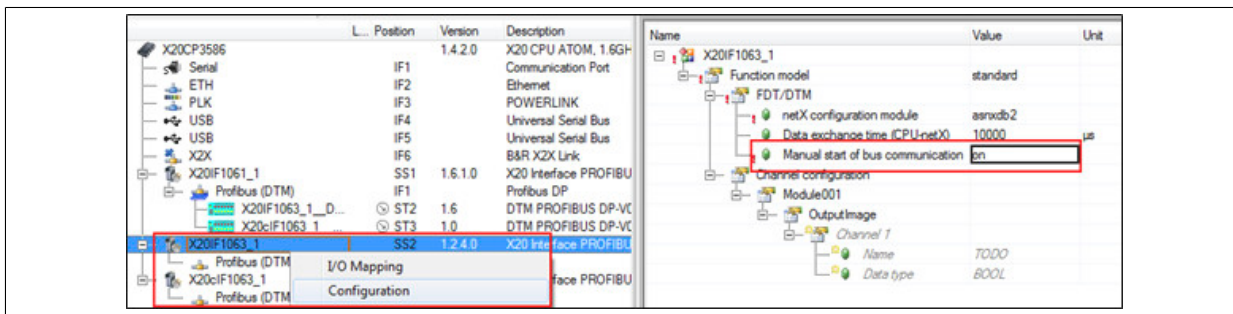 L... Position Version Description
X20CP3586 1.4.2.0 X20 CPU ATOM, 1.6GH
Serial IF1 Communication Port
ETH IF2 Ethernet
PLK IF3 POWERLINK
USB IF4 Universal Serial Bus
USB IF5 Universal Serial Bus
X2X IF6 B&R X2X Link
X20IF1061_1 SS1 1.6.1.0 X20 Interface PROFIBU
Profibus (DTM) IF1 Profibus DP
X20IF1063_1__D... ST2 1.6 DTM PROFIBUS DP-V0
X20cIF1063_1__... ST3 1.0 DTM PROFIBUS DP-V0
X20IF1063_1 SS2 1.2.4.0 X20 Interface PROFIBU
Profibus (DTM
X20cIF1063_1 face PROFIBU
Profibus (DTM
I/O Mapping
Configuration
Name Value Unit
X20IF1063_1
Function model standard
FDT/DTM
netX configuration module asnxdb2
Data exchange time (CPU-netX) 10000 µs
Manual start of bus communication on
Channel configuration
Module001
OutputImage
Channel 1
Name TODO
Data type BOOL